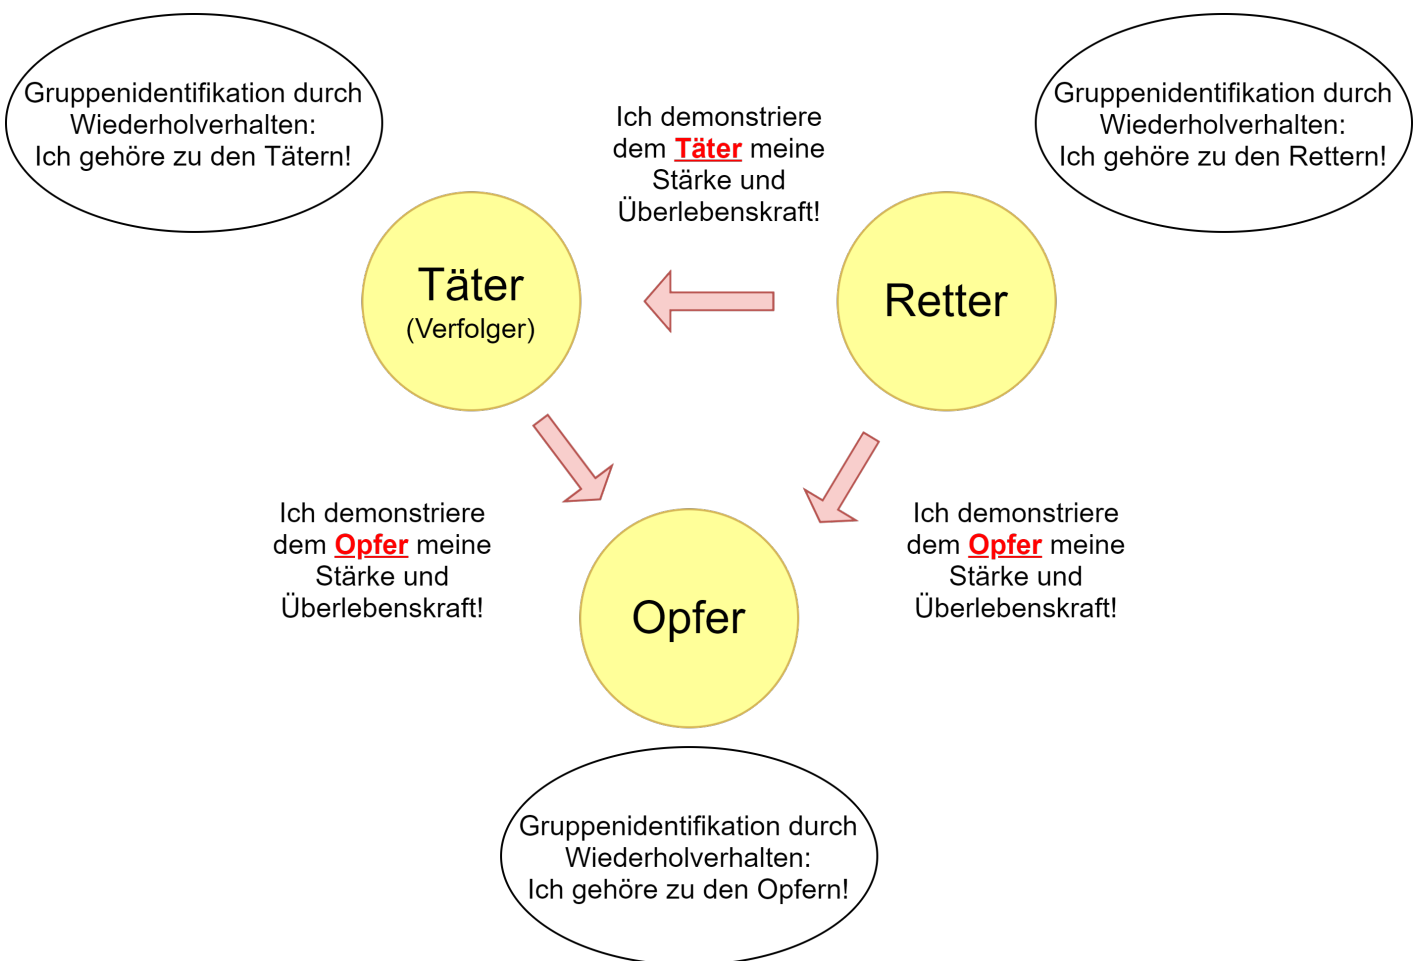 Gruppenidentifikation durch
Wiederholverhalten:
Ich gehöre zu den Tätern!
Ich demonstriere
dem Täter meine
Stärke und
Überlebenskraft!
Gruppenidentifikation durch
Wiederholverhalten:
Ich gehöre zu den Rettern!
Täter
(Verfolger)
Retter
Ich demonstriere
dem Opfer meine
Stärke und
Überlebenskraft!
Ich demonstriere
dem Opfer meine
Stärke und
Überlebenskraft!
Opfer
Gruppenidentifikation durch
Wiederholverhalten:
Ich gehöre zu den Opfern!